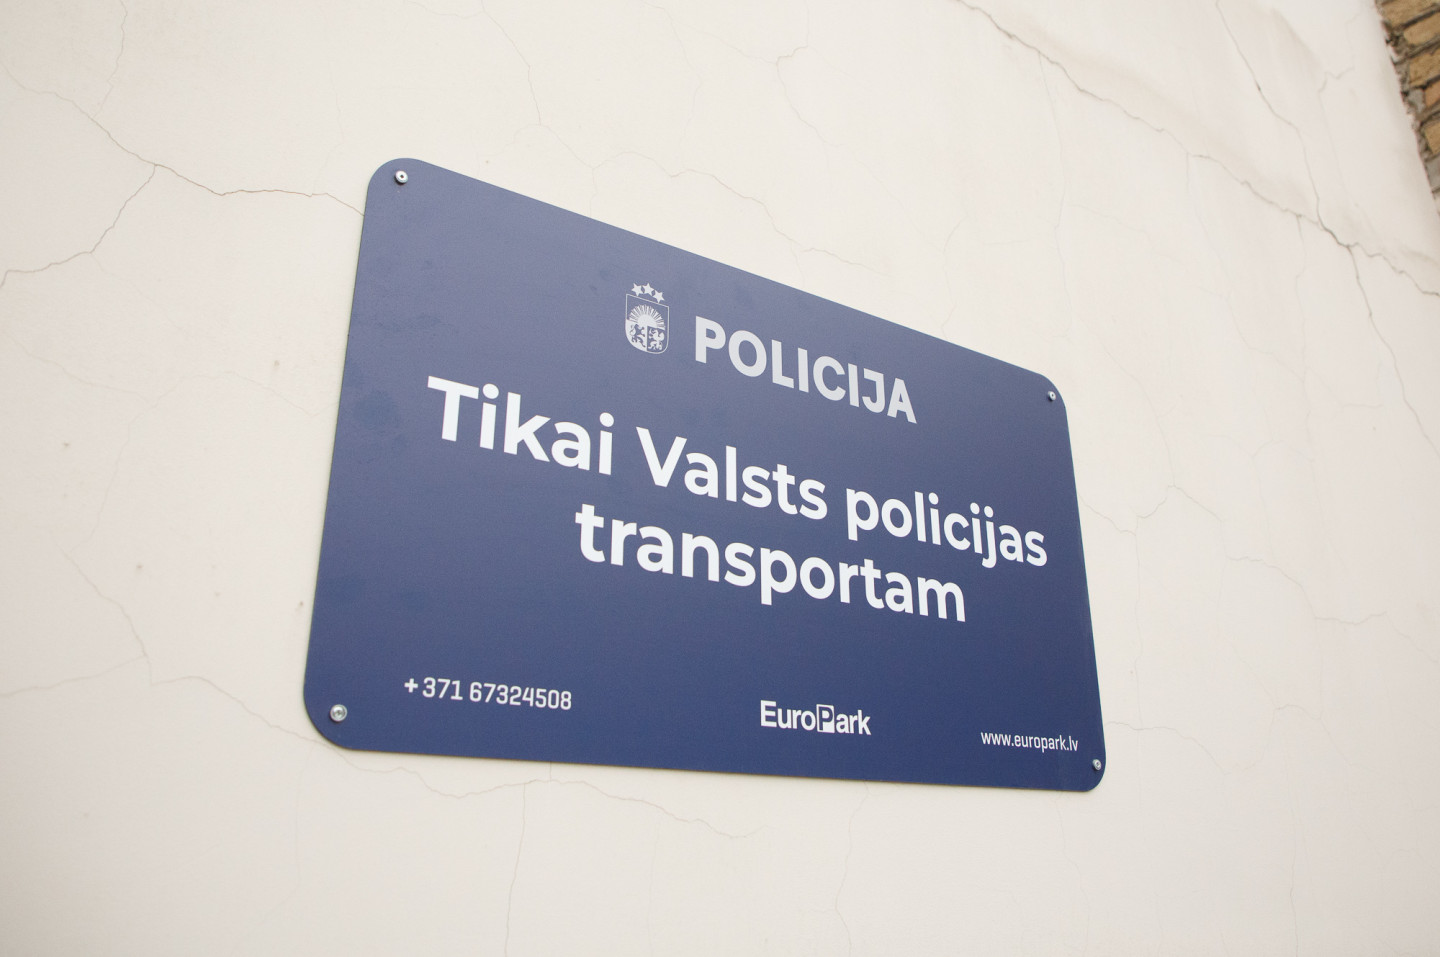 POLICIJA
Tikai Valsts policijas
transportam
+371 67324508
EuroPark
www.europark.lv